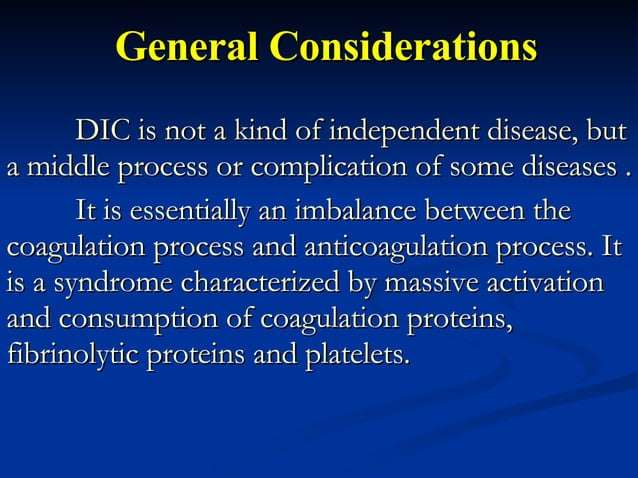 General Considerations
DIC is not a kind of independent disease, but
a middle process or complication of some diseases .
It is essentially an imbalance between the
coagulation process and anticoagulation process. It
is a syndrome characterized by massive activation
and consumption of coagulation proteins,
fibrinolytic proteins and platelets.